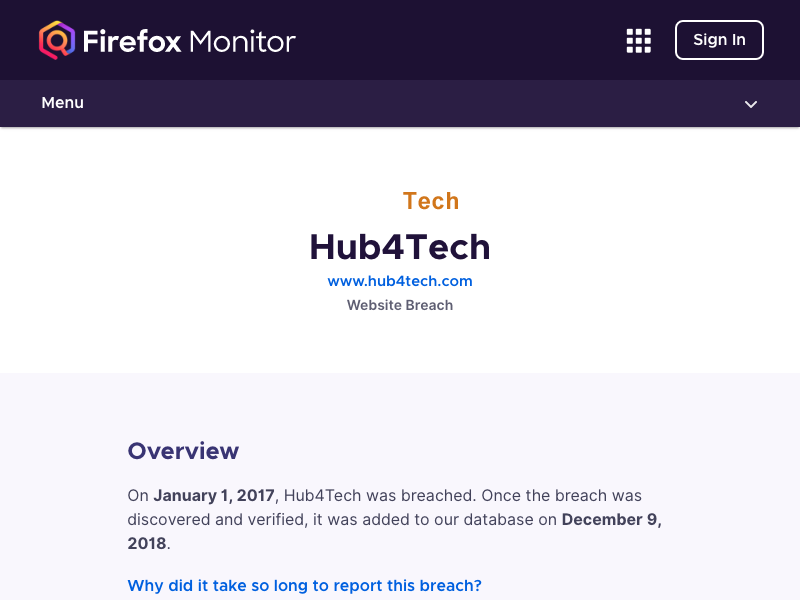 Firefox Monitor
Sign In
Menu
Tech
Hub4Tech
www.hub4tech.com
Website Breach
Overview
On January 1, 2017, Hub4Tech was breached. Once the breach was
discovered and verified, it was added to our database on December 9,
2018.
Why did it take so long to report this breach?